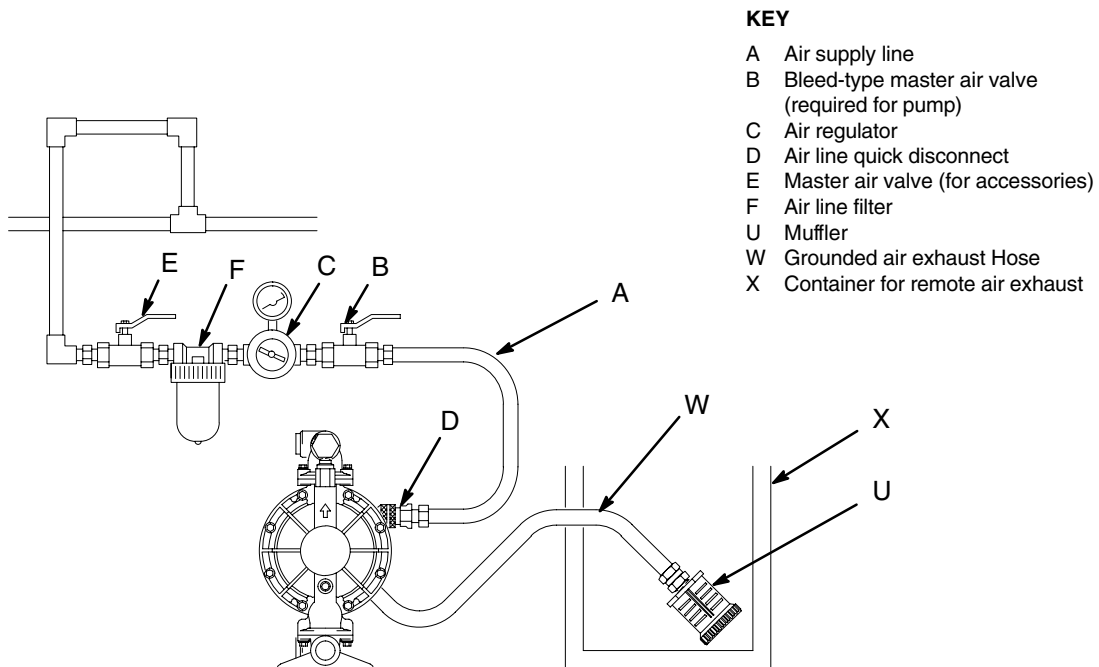 KEY
A Air supply line
B Bleed-type master air valve
(required for pump)
C Air regulator
D Air line quick disconnect
E Master air valve (for accessories)
F Air line filter
U Muffler
W Grounded air exhaust Hose
X Container for remote air exhaust
E
F
C
B
A
D
W
X
U